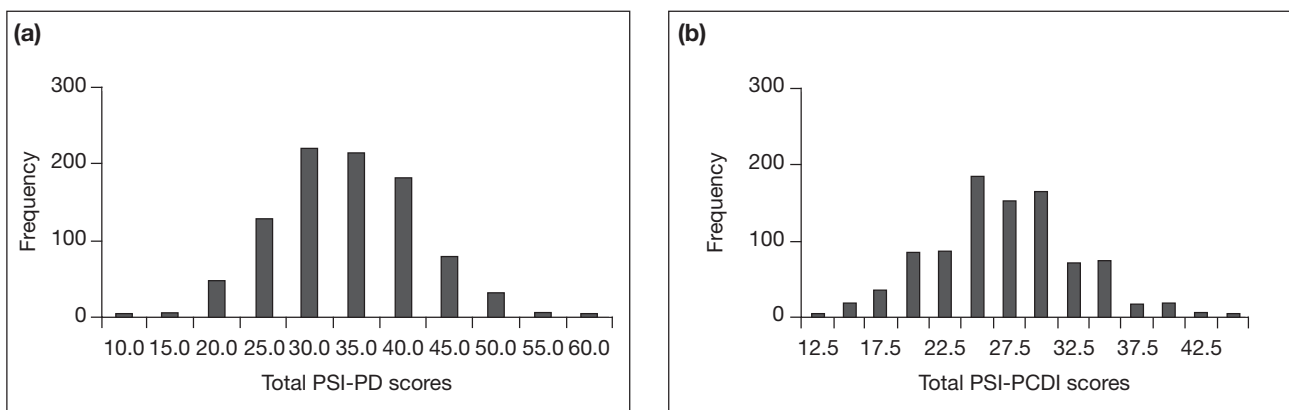 (a)
300
200
100
0
Frequency
10.0 15.0 20.0 25.0 30.0 35.0 40.0 45.0 50.0 55.0 60.0
Total PSI-PD scores
(b)
300
200
100
0
Frequency
12.5 17.5 22.5 27.5 32.5 37.5 42.5
Total PSI-PCDI scores